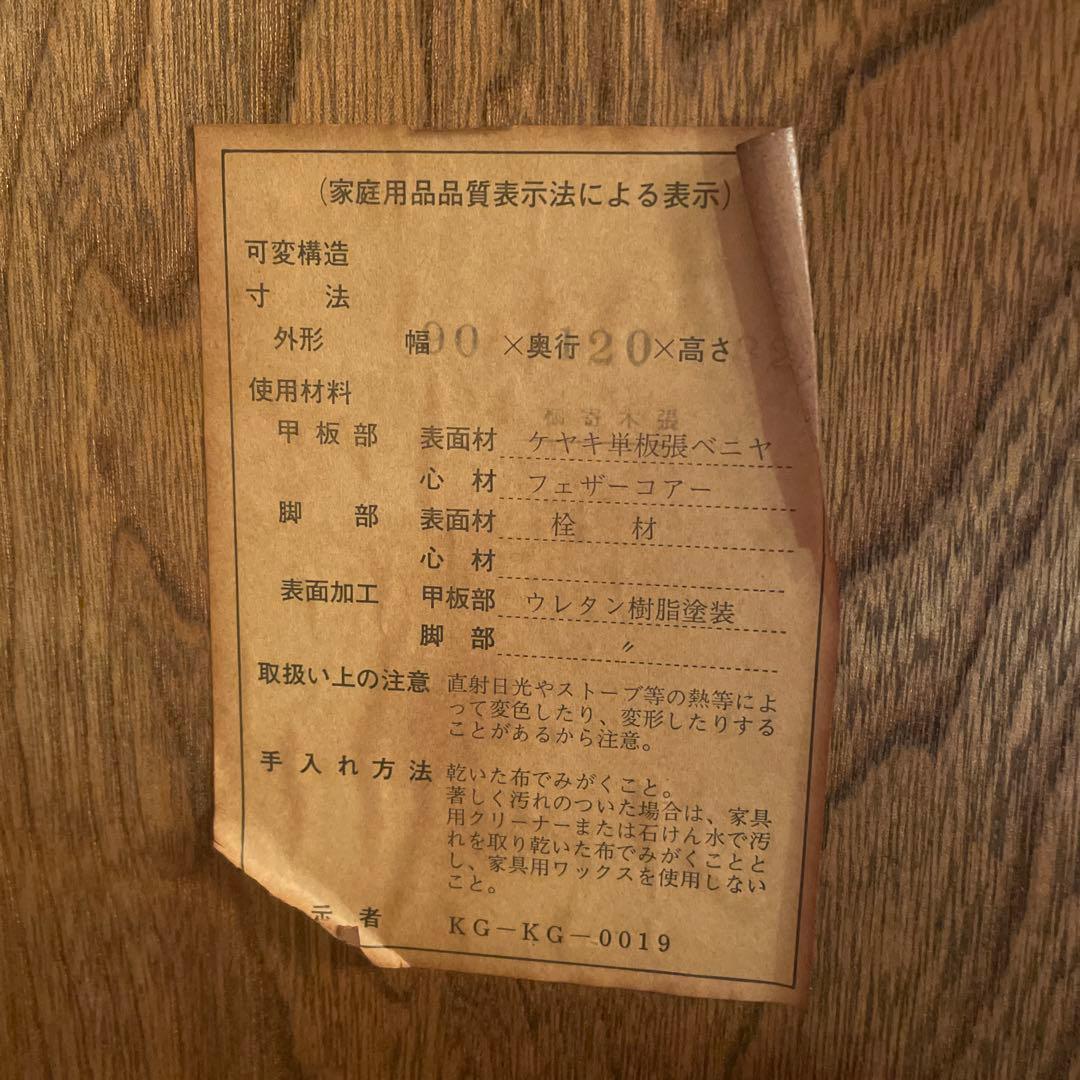 (家庭用品品質表示法による表示)
可変構造
寸法
外形 幅90×奥行120×高さ
使用材料
寄木張
甲板部 表面材 ケヤキ単板張ベニヤ
心材 フェザーコアー
脚部 表面材 栓材
心材
表面加工 甲板部 ウレタン樹脂塗装
脚部 〃
取扱い上の注意 直射日光やストーブ等の熱等によ
って変色したり、変形したりする
ことがあるから注意。
手入れ方法 乾いた布でみがくこと。
著しく汚れのついた場合は、家具
用クリーナーまたは石けん水で汚
れを取り乾いた布でみがくことと
し、家具用ワックスを使用しない
こと。
示者 KG-KG-0019